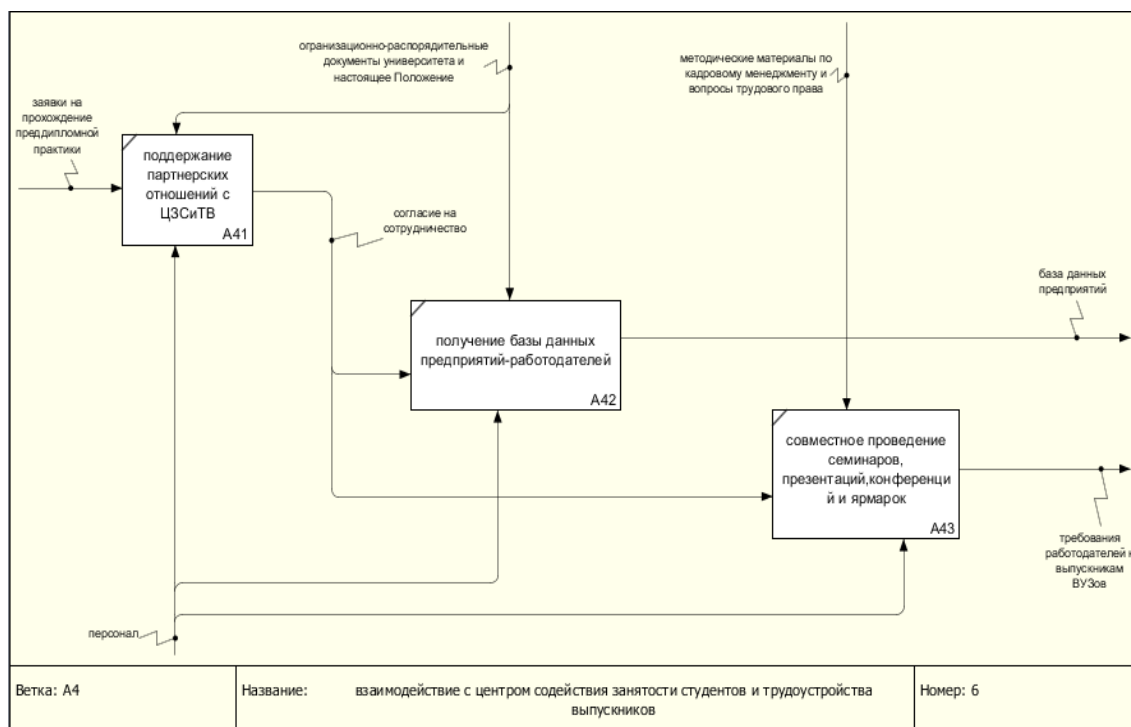 огранизационно-распорядительные
документы университета и
настоящее Положение
методические материалы по
кадровому менеджменту и
вопросы трудового права
заявки на
прохождение
преддипломной
практики
поддержание
партнерских
отношений с
ЦЗСиТВ
A41
согласие на
сотрудничество
база данных
предприятий
получение базы данных
предприятий-работодателей
A42
совместное проведение
семинаров,
презентаций,конференци
й и ярмарок
A43
требования
работодателей к
выпускникам
ВУЗов
персонал
Ветка: A4
Название: взаимодействие с центром содействия занятости студентов и трудоустройства
выпускников
Номер: 6